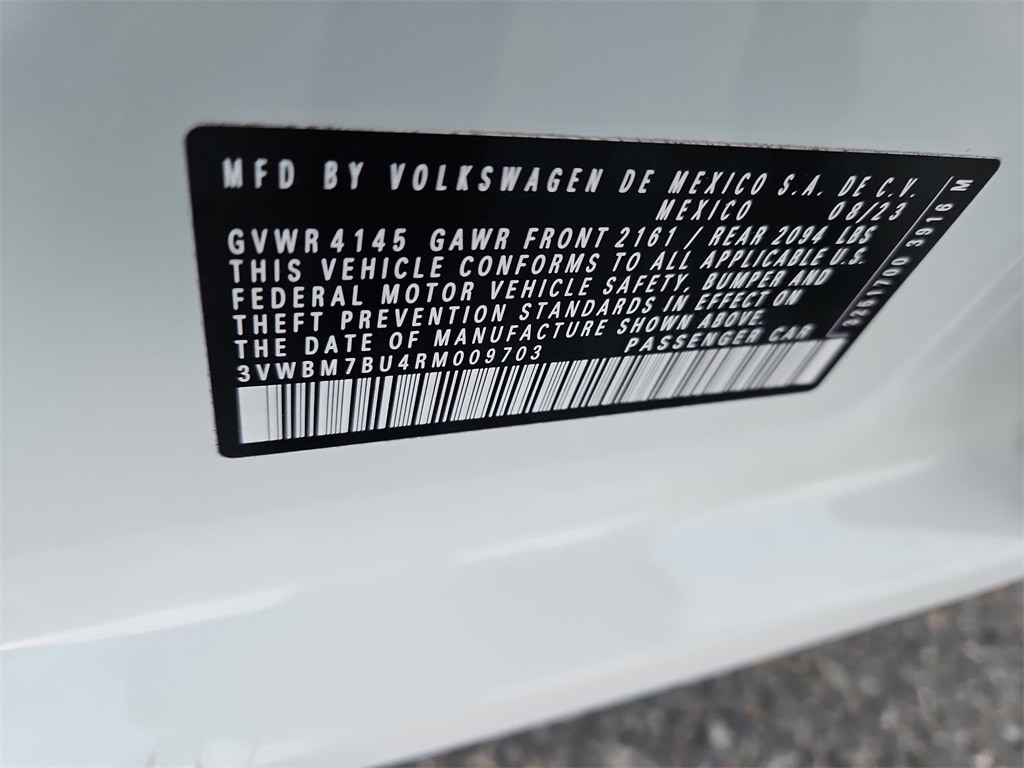 MFD BY VOLKSWAGEN DE MEXICO S.A. DE C.V.
MEXICO 08/23
GVWR 4145 GAWR FRONT 2161 / REAR 2094 LBS
THIS VEHICLE CONFORMS TO ALL APPLICABLE U.S.
FEDERAL MOTOR VEHICLE SAFETY, BUMPER AND
THEFT PREVENTION STANDARDS IN EFFECT ON
THE DATE OF MANUFACTURE SHOWN ABOVE.
3VWBM7BU4RM009703 PASSENGER CAR
3916 M